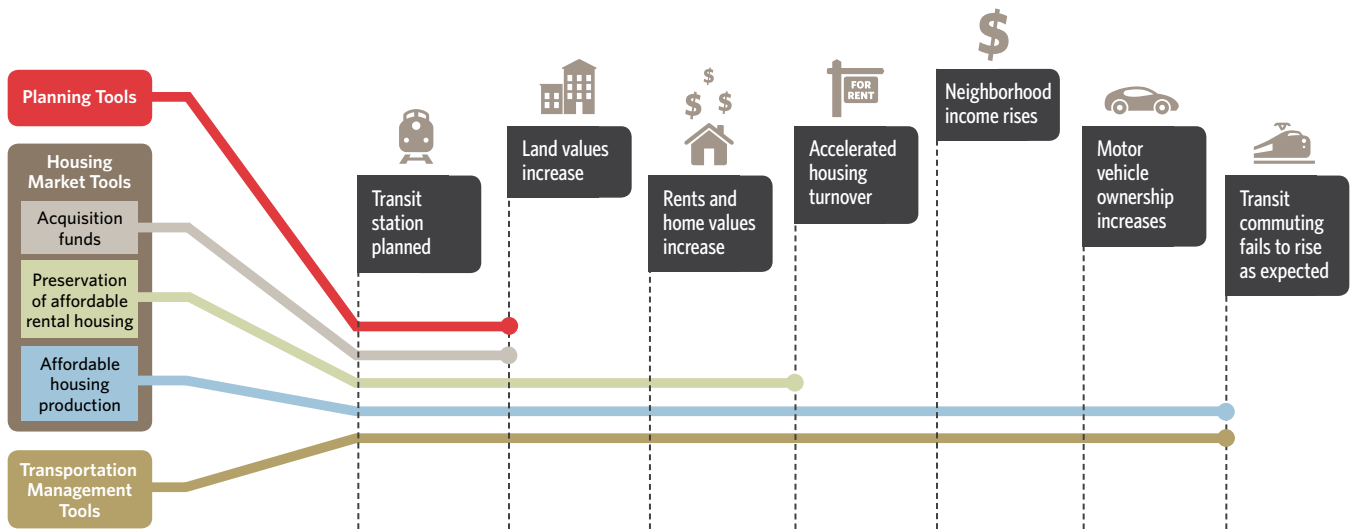 Planning Tools
Housing
Market Tools
Acquisition
funds
Preservation
of affordable
rental housing
Affordable
housing
production
Transportation
Management
Tools
Transit
station
planned
Land values
increase
$
$ $
Rents and
home values
increase
FOR
RENT
Accelerated
housing
turnover
$
Neighborhood
income rises
Motor
vehicle
ownership
increases
Transit
commuting
fails to rise
as expected